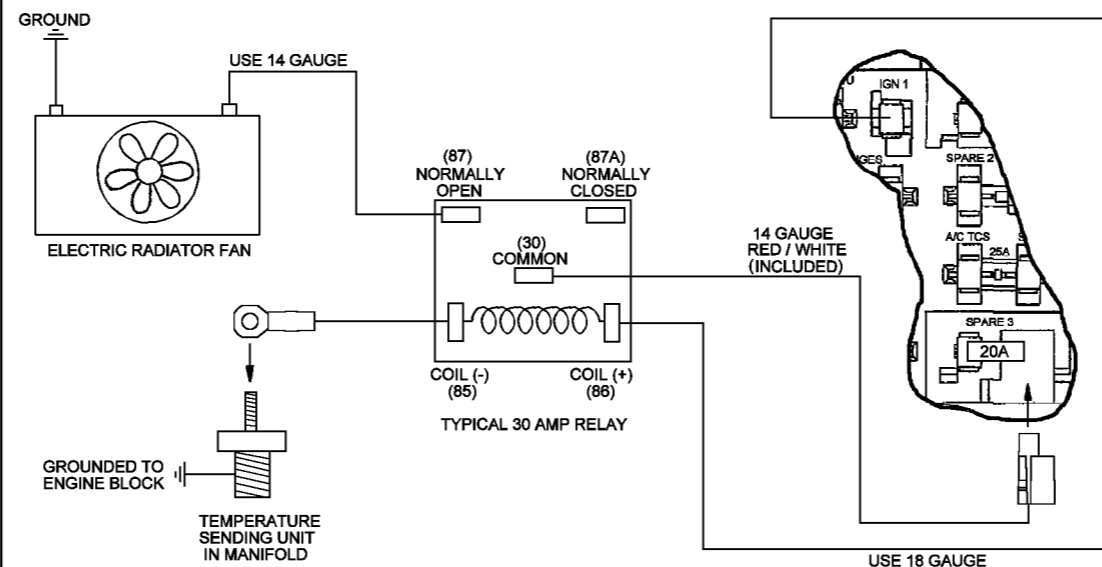 GROUND
USE 14 GAUGE
ELECTRIC RADIATOR FAN
(87)
NORMALLY
OPEN
(87A)
NORMALLY
CLOSED
(30)
COMMON
COIL (-)
(85)
COIL (+)
(86)
TYPICAL 30 AMP RELAY
14 GAUGE
RED / WHITE
(INCLUDED)
GROUNDED TO
ENGINE BLOCK
TEMPERATURE
SENDING UNIT
IN MANIFOLD
IGN 1
SPARE 2
A/C TCS
25A
SPARE 3
20A
USE 18 GAUGE